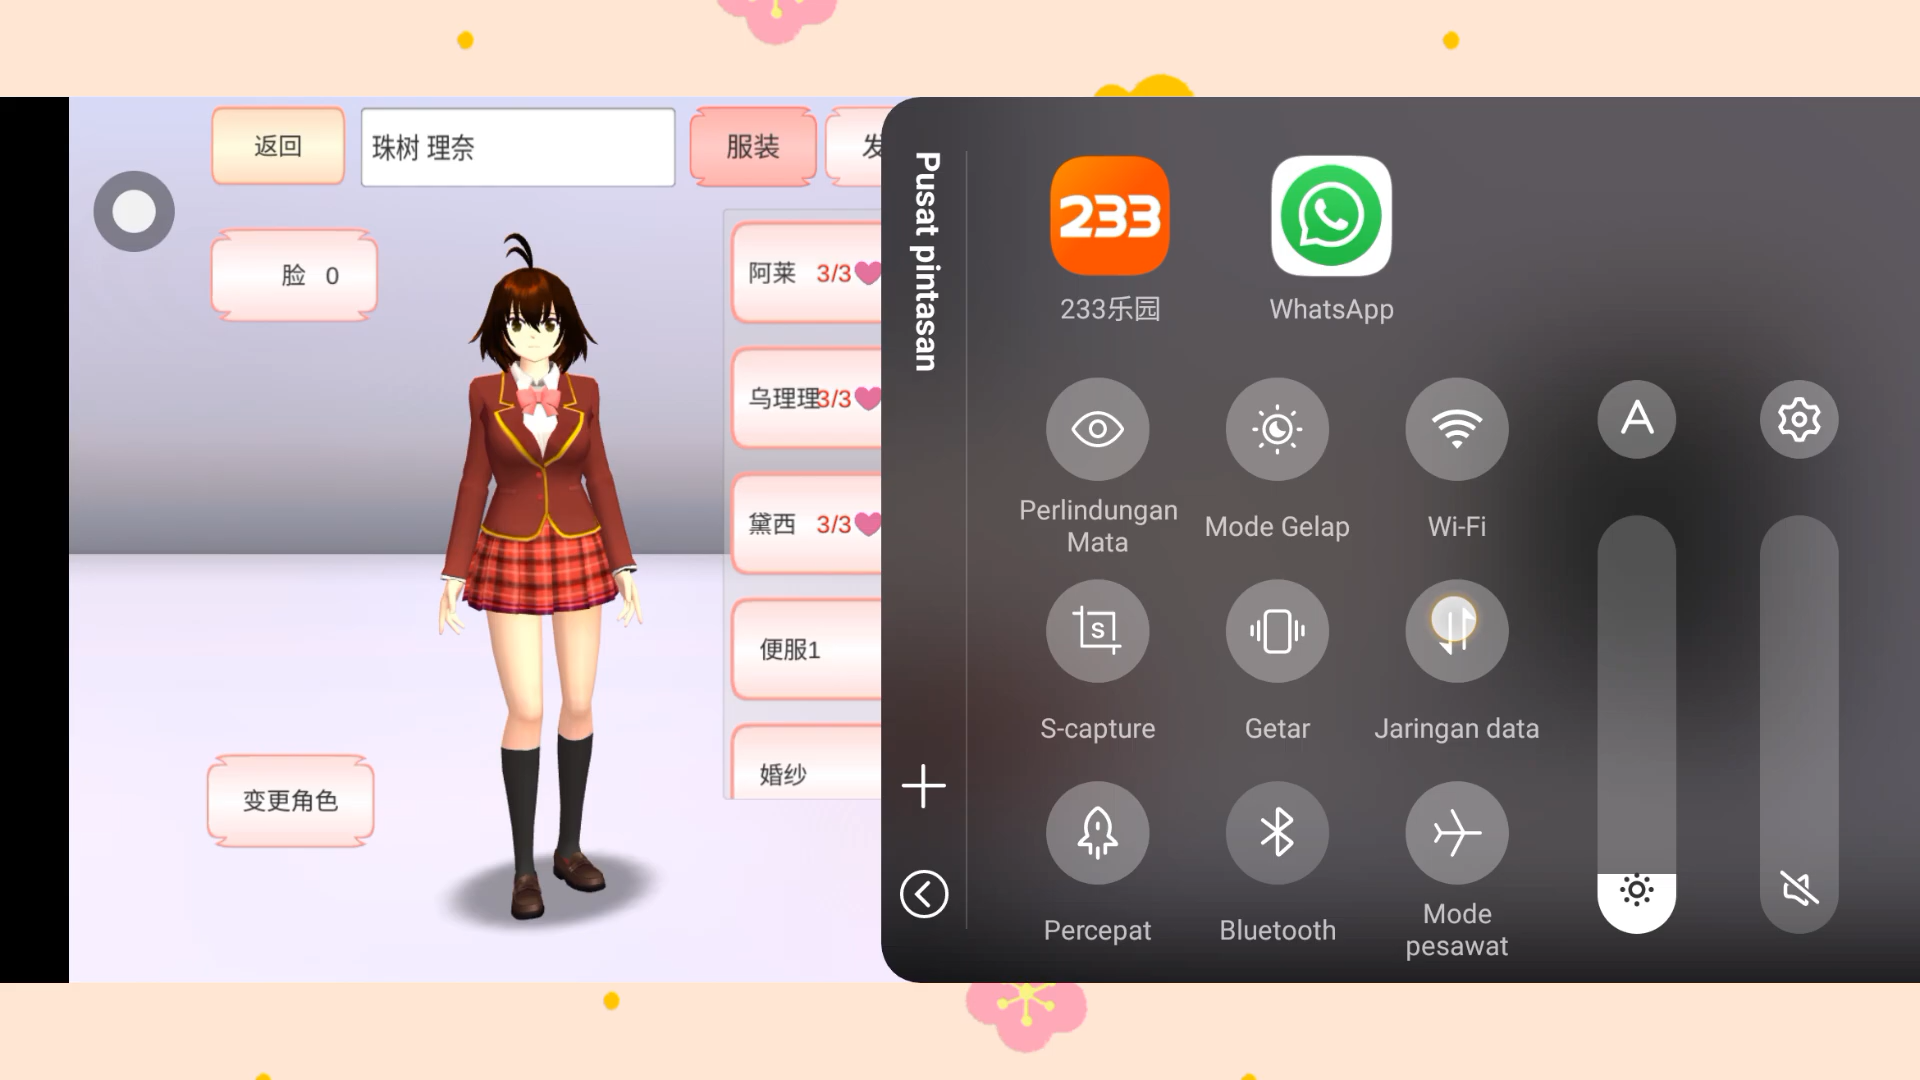 返回
珠树 理奈
服装
发
脸 0
阿莱 3/3
乌理理3/3
黛西 3/3
便服1
婚纱
变更角色
Pusat pintasan
233
233乐园
WhatsApp
A
Perlindungan
Mata
Mode Gelap
Wi-Fi
S
S-capture
Getar
Jaringan data
Percepat
Bluetooth
Mode
pesawat